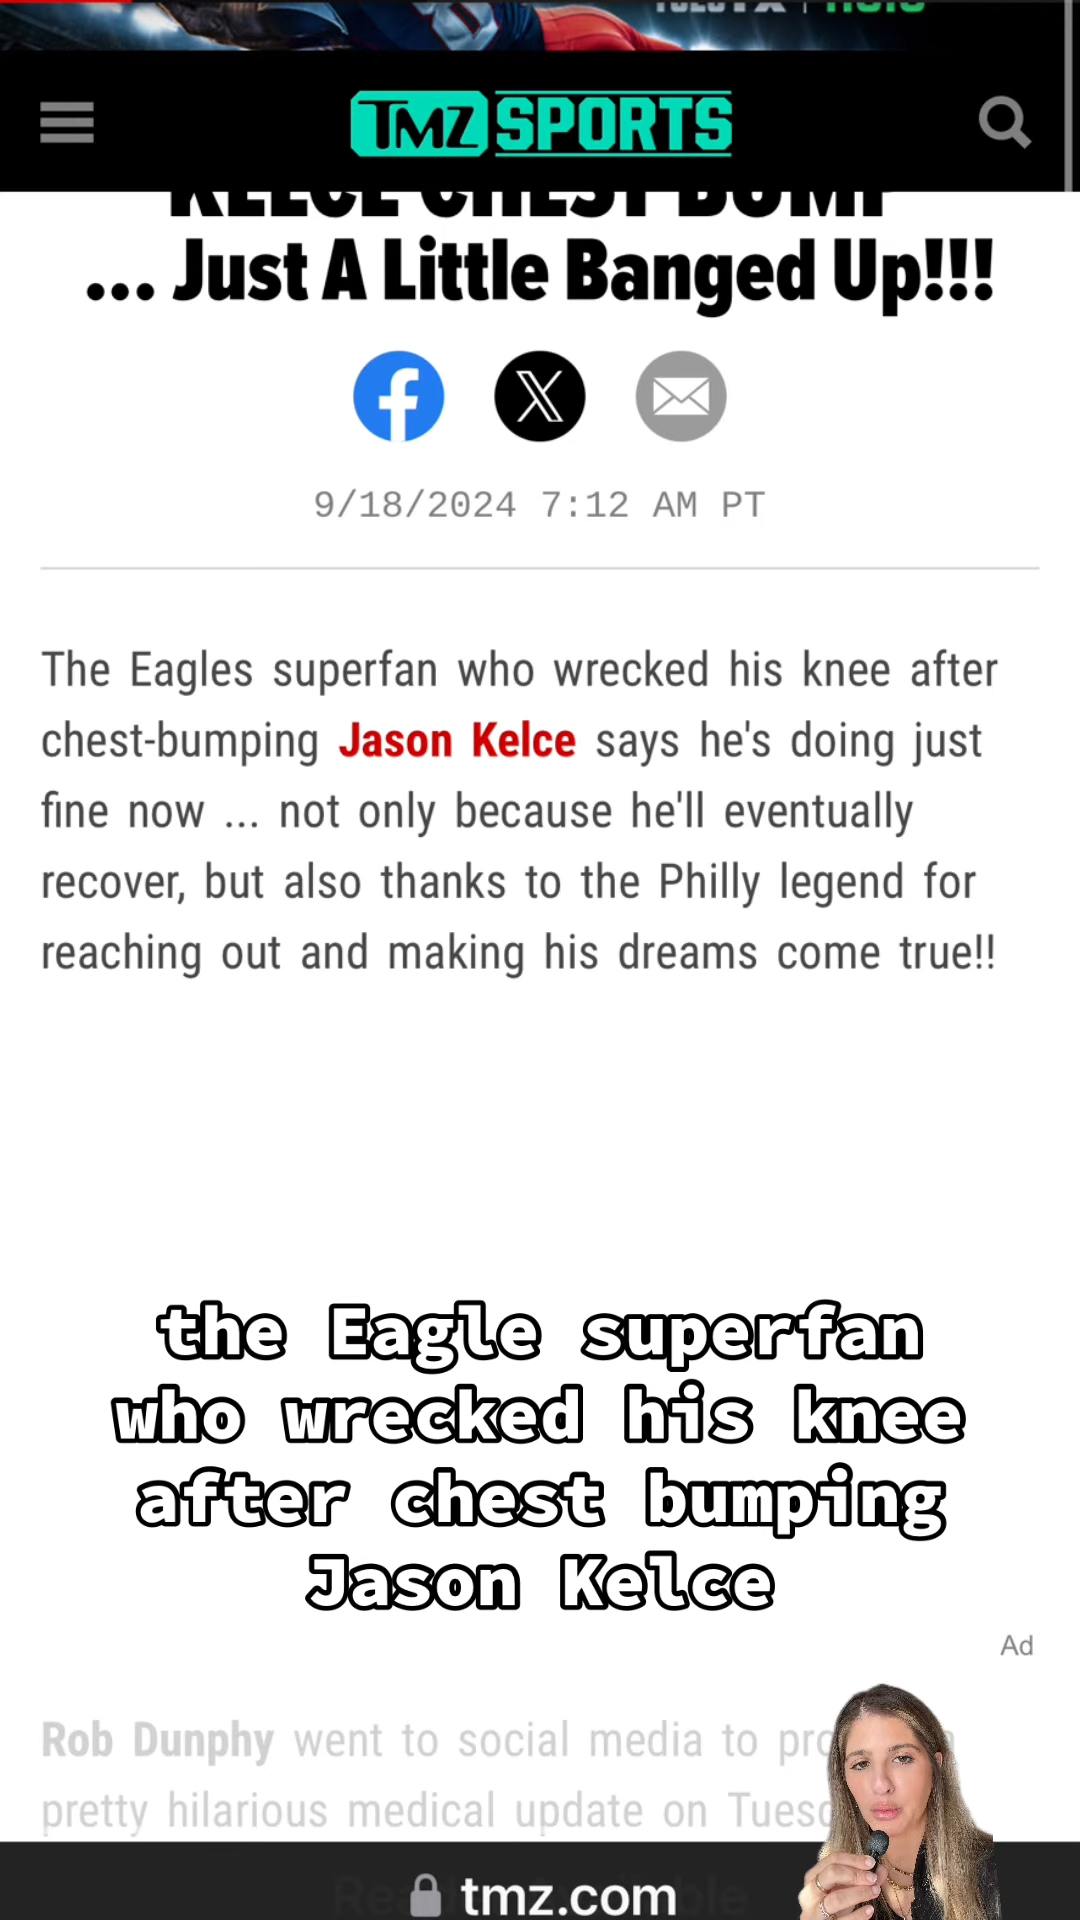 TMZ SPORTS
KELCE CHEST BUMP
... Just A Little Banged Up!!!
9/18/2024 7:12 AM PT
The Eagles superfan who wrecked his knee after
chest-bumping Jason Kelce says he's doing just
fine now ... not only because he'll eventually
recover, but also thanks to the Philly legend for
reaching out and making his dreams come true!!
the Eagle superfan
who wrecked his knee
after chest bumping
Jason Kelce
Ad
Rob Dunphy went to social media to
pretty hilarious medical update on
tmz.com